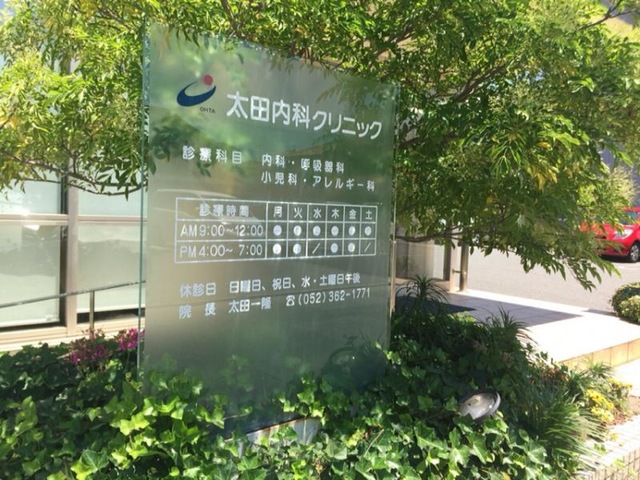 OHTA
太田内科クリニック
診療科目 内科・呼吸器科
小児科・アレルギー科
診療時間 月 火 水 木 金 土
AM9:00～12:00 ● ● ● ● ● ●
PM4:00～7:00 ● ● ／ ● ● ／
休診日 日曜日、祝日、水・土曜日午後
院長 太田一隆 ☎(052)362-1771